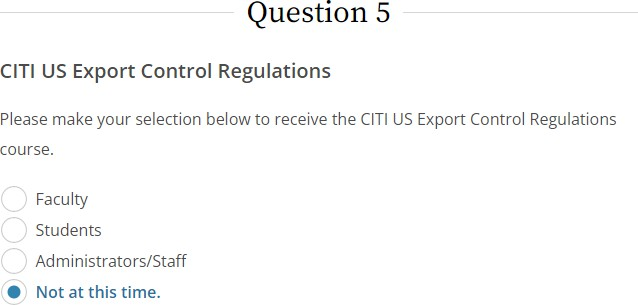 Question 5
CITI US Export Control Regulations
Please make your selection below to receive the CITI US Export Control Regulations
course.
Faculty
Students
Administrators/Staff
Not at this time.